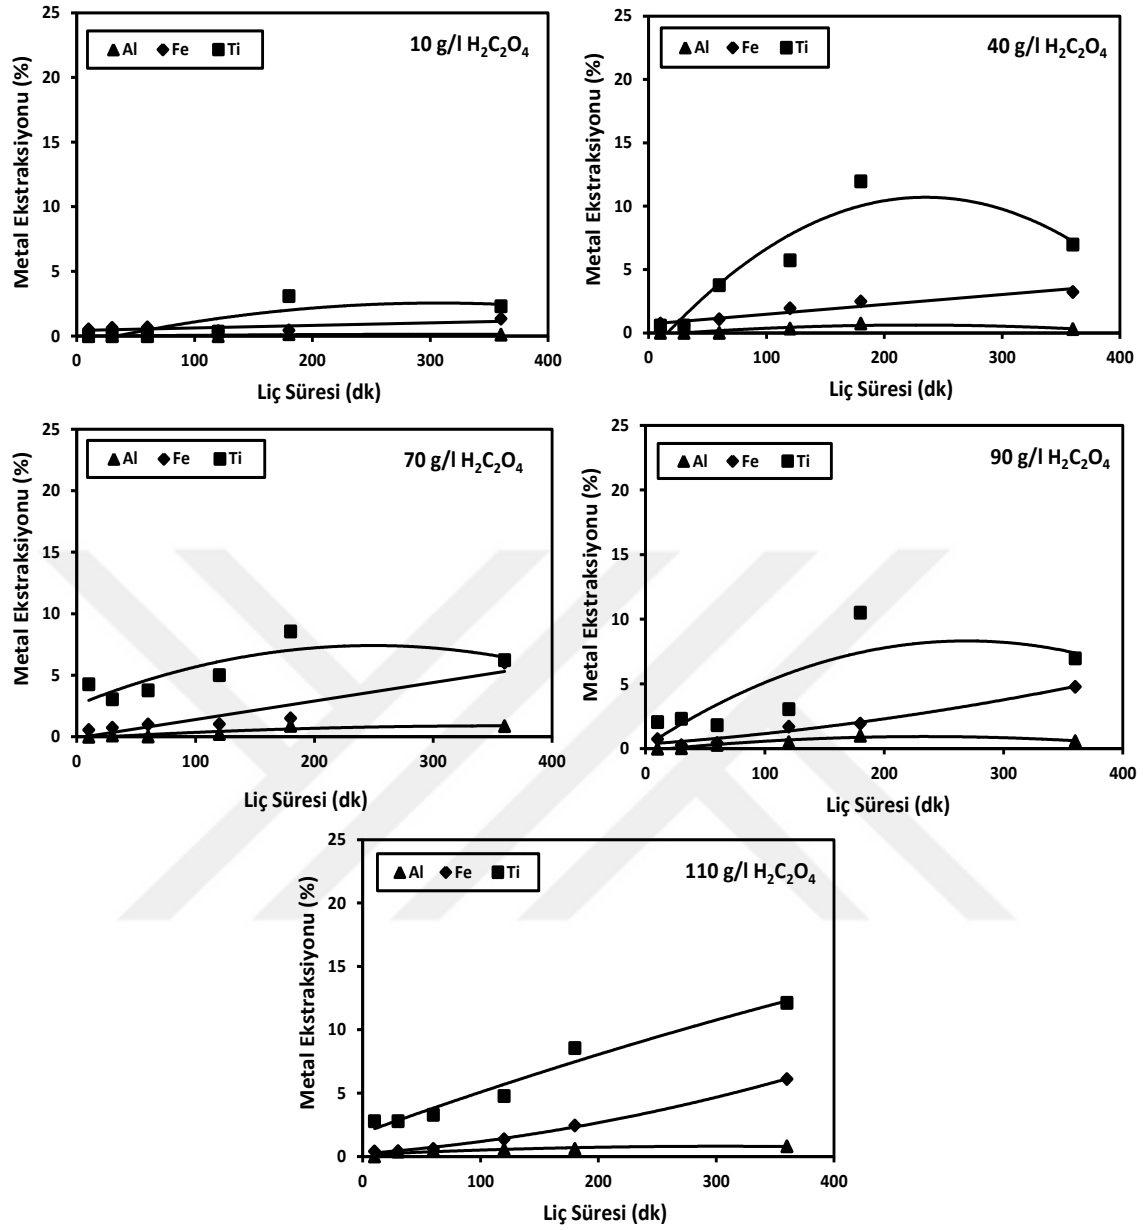 Metal Ekstraksiyonu (%)
25
20
15
10
5
0
Al Fe Ti
10 g/l H₂C₂O₄
0 100 200 300 400
Liç Süresi (dk)
Metal Ekstraksiyonu (%)
25
20
15
10
5
0
Al Fe Ti
40 g/l H₂C₂O₄
0 100 200 300 400
Liç Süresi (dk)
Metal Ekstraksiyonu (%)
25
20
15
10
5
0
Al Fe Ti
70 g/l H₂C₂O₄
0 100 200 300 400
Liç Süresi (dk)
Metal Ekstraksiyonu (%)
25
20
15
10
5
0
Al Fe Ti
90 g/l H₂C₂O₄
0 100 200 300 400
Liç Süresi (dk)
Metal Ekstraksiyonu (%)
25
20
15
10
5
0
Al Fe Ti
110 g/l H₂C₂O₄
0 100 200 300 400
Liç Süresi (dk)